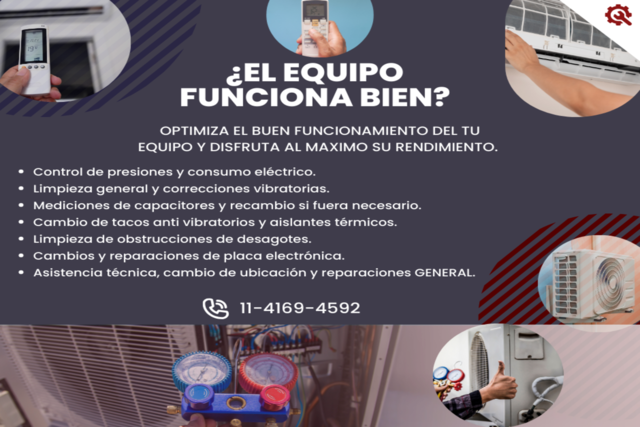 ¿EL EQUIPO
FUNCIONA BIEN?
OPTIMIZA EL BUEN FUNCIONAMIENTO DEL TU
EQUIPO Y DISFRUTA AL MAXIMO SU RENDIMIENTO.
• Control de presiones y consumo eléctrico.
• Limpieza general y correcciones vibratorias.
• Mediciones de capacitores y recambio si fuera necesario.
• Cambio de tacos anti vibratorios y aislantes térmicos.
• Limpieza de obstrucciones de desagotes.
• Cambios y reparaciones de placa electrónica.
• Asistencia técnica, cambio de ubicación y reparaciones GENERAL.
11-4169-4592